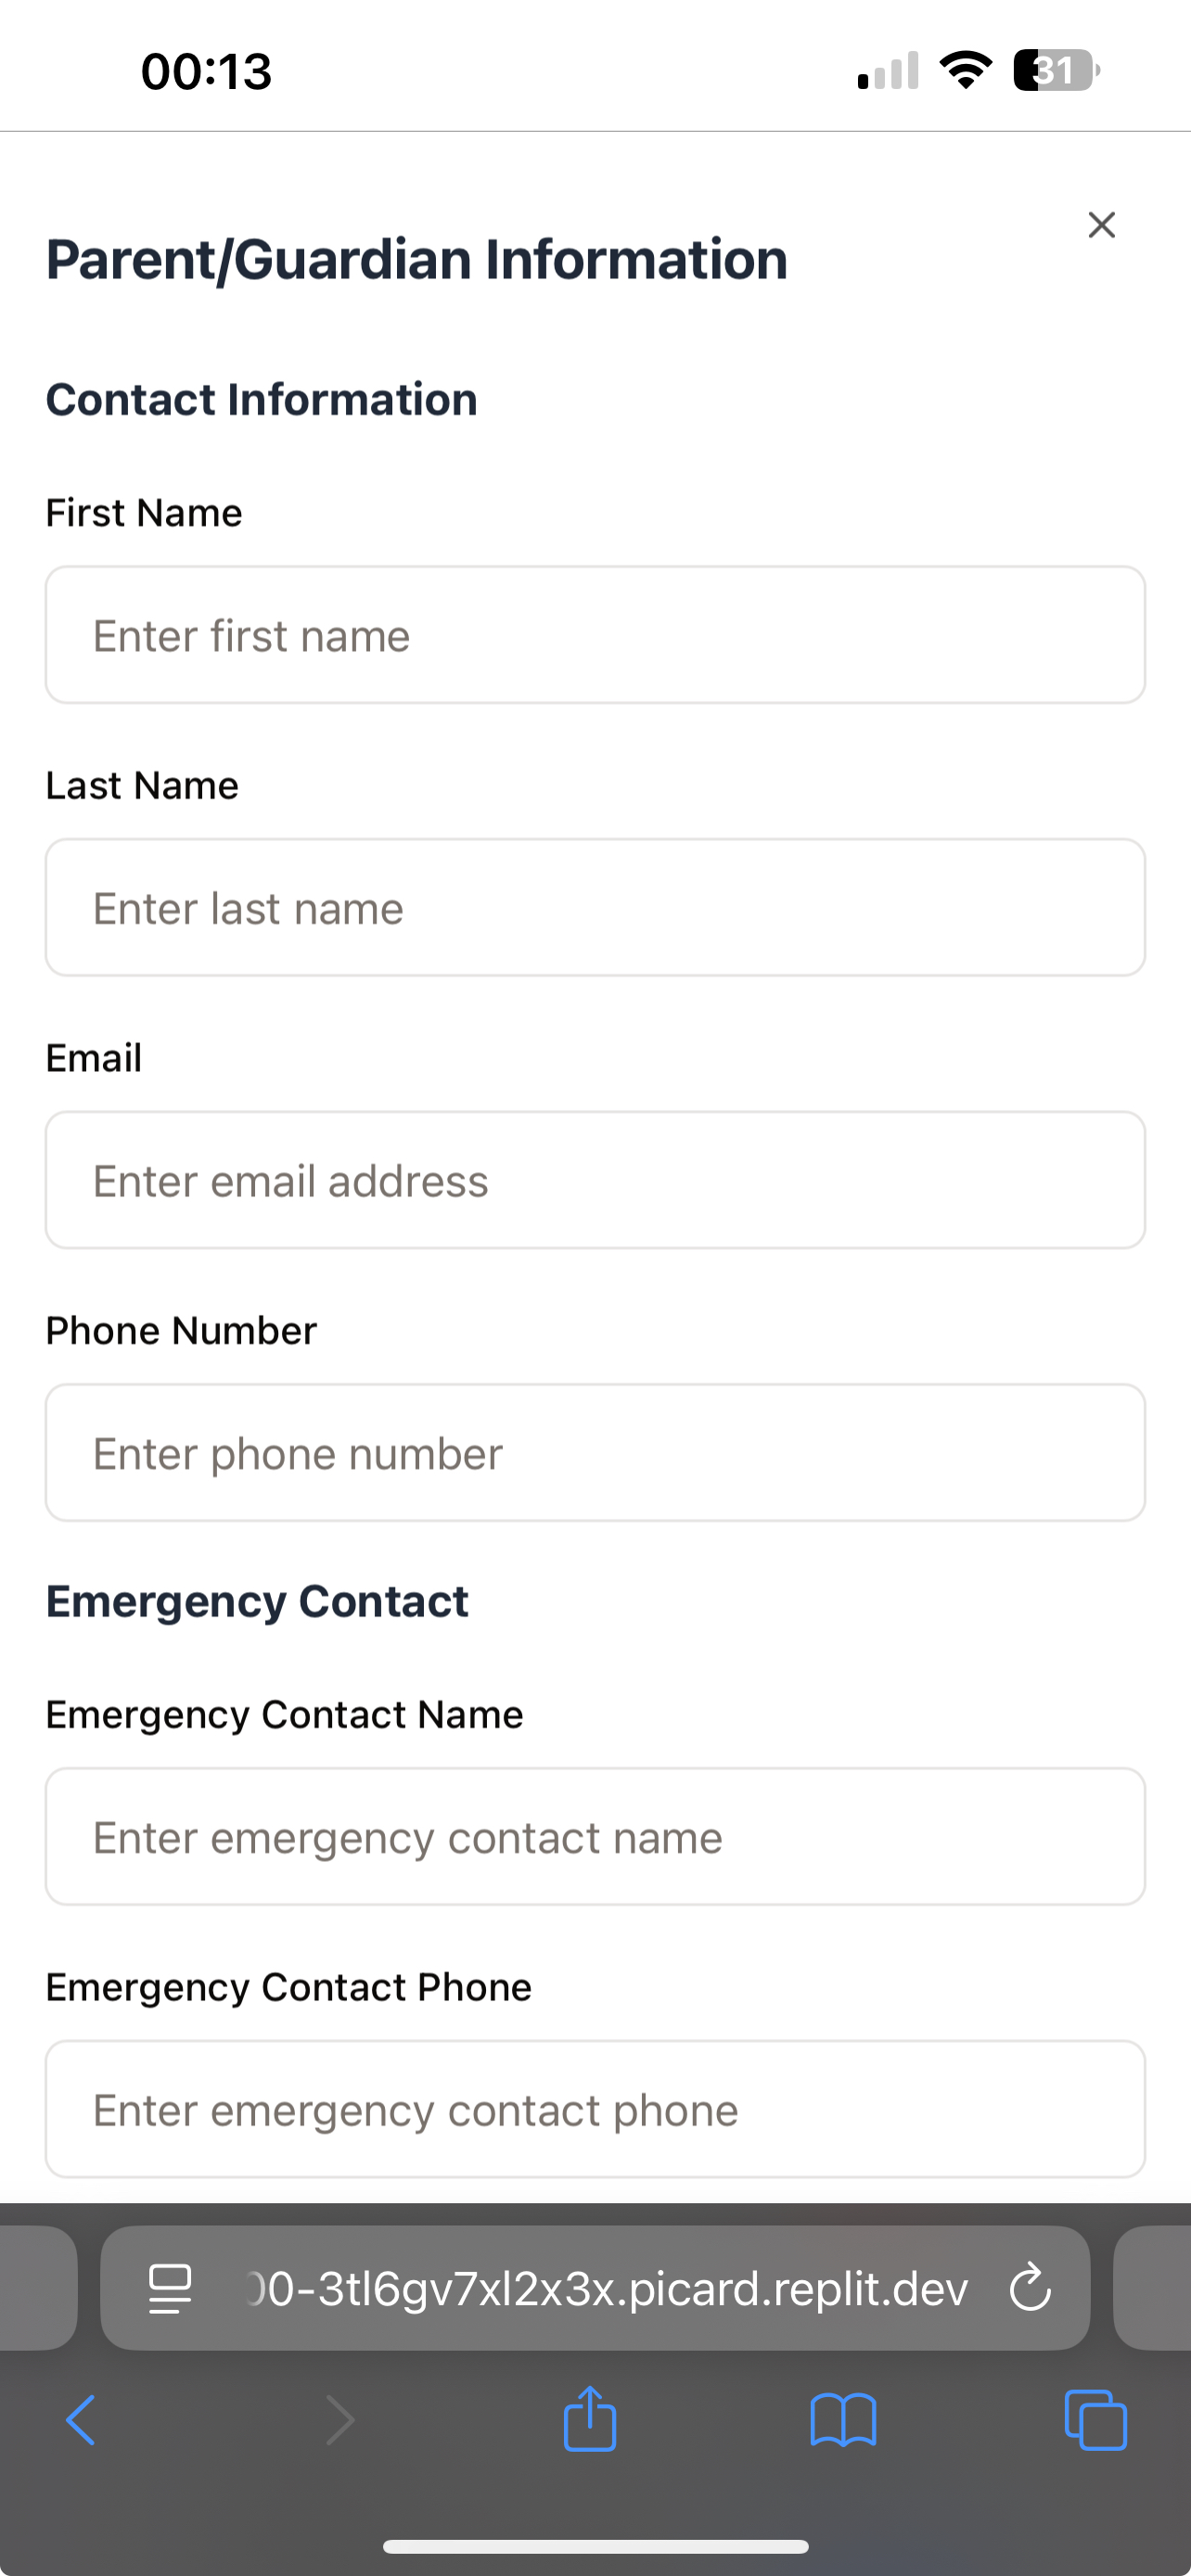 00:13
31
Parent/Guardian Information
Contact Information
First Name
Enter first name
Last Name
Enter last name
Email
Enter email address
Phone Number
Enter phone number
Emergency Contact
Emergency Contact Name
Enter emergency contact name
Emergency Contact Phone
Enter emergency contact phone
00-3tl6gv7xl2x3x.picard.replit.dev